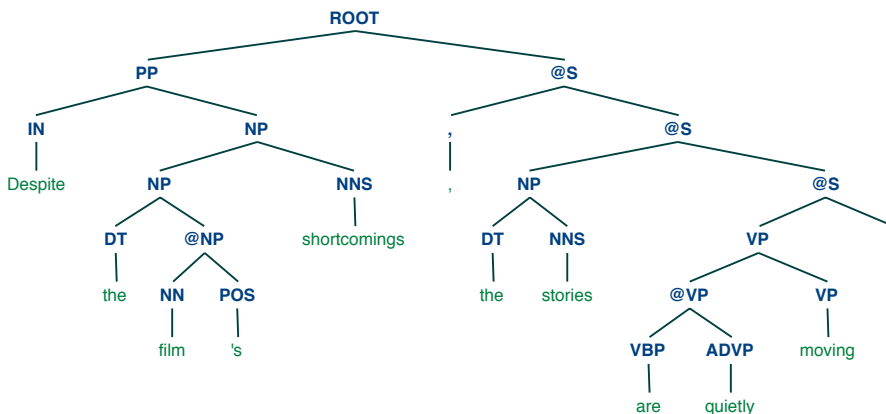 ROOT
PP @S
IN NP , @S
Despite NP NNS , NP @S
DT @NP shortcomings DT NNS VP
the NN POS the stories @VP VP
film 's VBP ADVP moving
are quietly